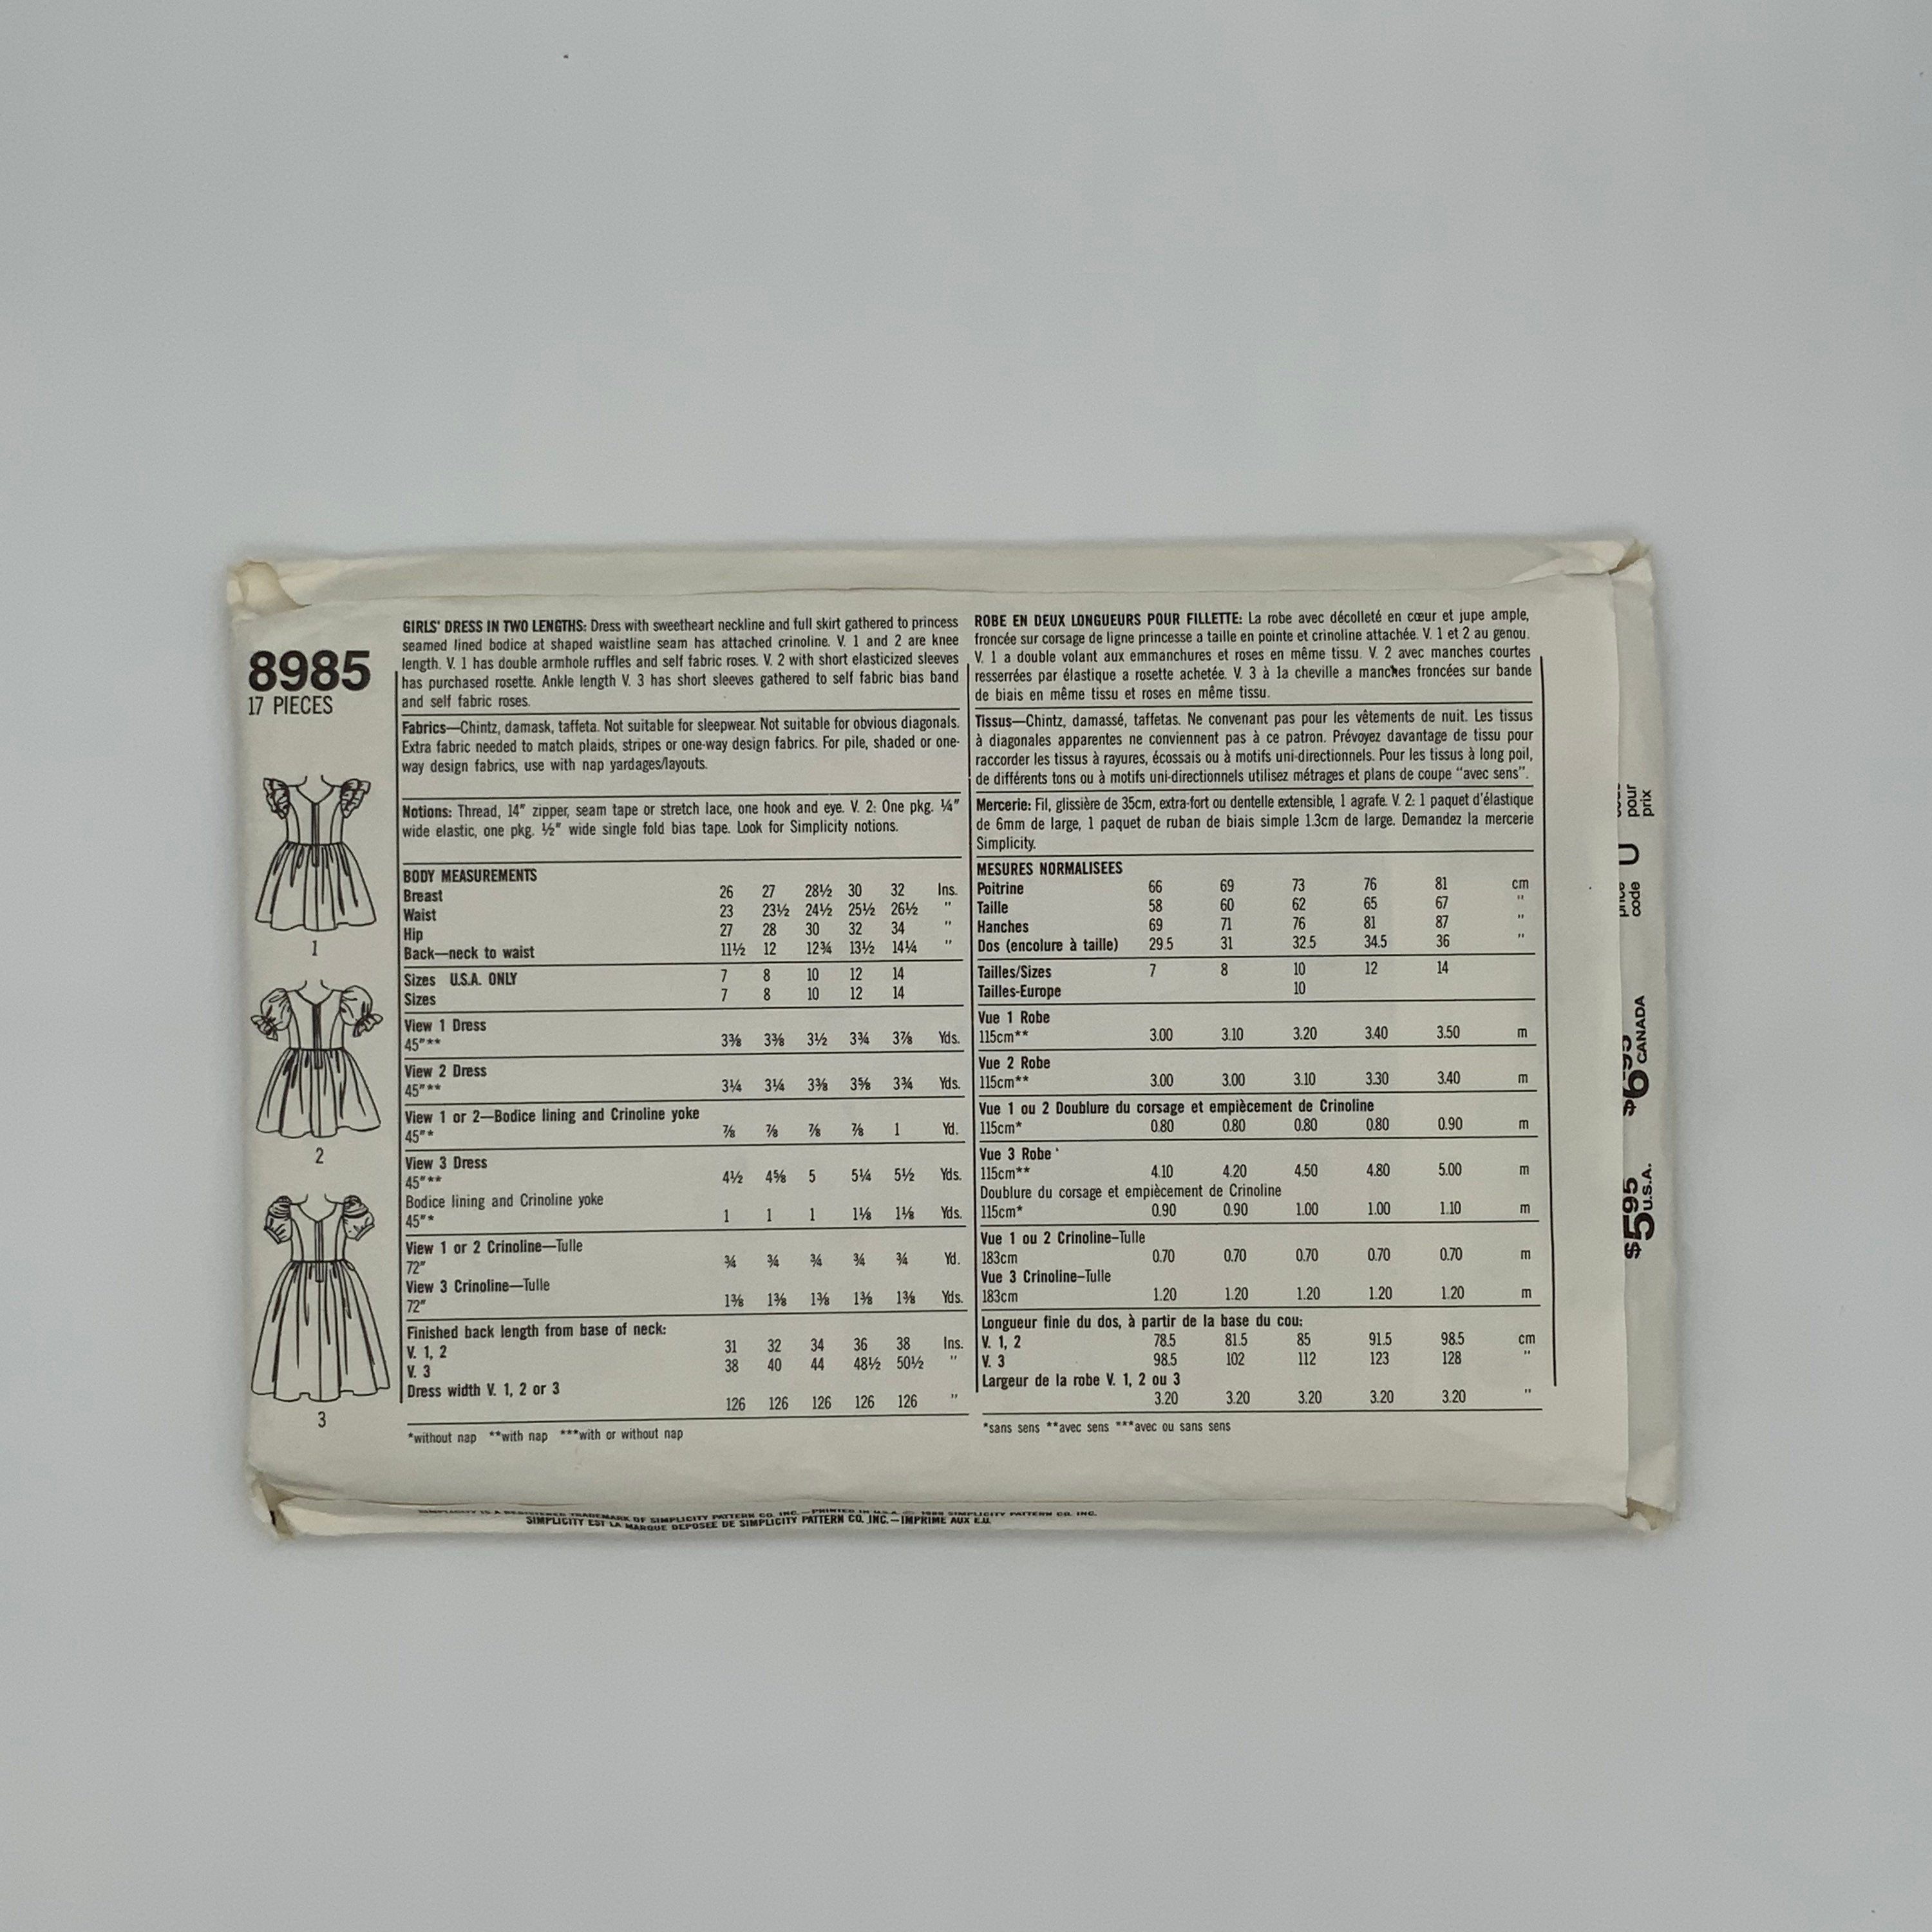 8985
17 PIECES
1
2
3
GIRLS' DRESS IN TWO LENGTHS: Dress with sweetheart neckline and full skirt gathered to princess
seamed lined bodice at shaped waistline seam has attached crinoline. V. 1 and 2 are knee
length. V. 1 has double armhole ruffles and self fabric roses. V. 2 with short elasticized sleeves
has purchased rosette. Ankle length V. 3 has short sleeves gathered to self fabric bias band
and self fabric roses.
Fabrics—Chintz, damask, taffeta. Not suitable for sleepwear. Not suitable for obvious diagonals.
Extra fabric needed to match plaids, stripes or one-way design fabrics. For pile, shaded or one-
way design fabrics, use with nap yardages/layouts.
Notions: Thread, 14" zipper, seam tape or stretch lace, one hook and eye. V. 2: One pkg. ¼"
wide elastic, one pkg. ½" wide single fold bias tape. Look for Simplicity notions.
BODY MEASUREMENTS
Breast 26 27 28½ 30 32 Ins.
Waist 23 23½ 24½ 25½ 26½ "
Hip 27 28 30 32 34 "
Back—neck to waist 11½ 12 12¾ 13½ 14¼ "
Sizes U.S.A. ONLY 7 8 10 12 14
Sizes 7 8 10 12 14
View 1 Dress
45"** 3⅜ 3⅜ 3½ 3¾ 3⅞ Yds.
View 2 Dress
45"** 3¼ 3¼ 3⅜ 3⅝ 3¾ Yds.
View 1 or 2—Bodice lining and Crinoline yoke
45"* ⅞ ⅞ ⅞ ⅞ 1 Yd.
View 3 Dress
45"** 4½ 4⅝ 5 5¼ 5½ Yds.
Bodice lining and Crinoline yoke
45"* 1 1 1 1⅛ 1⅛ Yds.
View 1 or 2 Crinoline—Tulle
72" ¾ ¾ ¾ ¾ ¾ Yd.
View 3 Crinoline—Tulle
72" 1⅜ 1⅜ 1⅜ 1⅜ 1⅜ Yds.
Finished back length from base of neck:
V. 1, 2 31 32 34 36 38 Ins.
V. 3 38 40 44 48½ 50½ "
Dress width V. 1, 2 or 3
126 126 126 126 126 "
*without nap **with nap ***with or without nap
ROBE EN DEUX LONGUEURS POUR FILLETTE: La robe avec décolleté en cœur et jupe ample,
froncée sur corsage de ligne princesse a taille en pointe et crinoline attachée. V. 1 et 2 au genou.
V. 1 a double volant aux emmanchures et roses en même tissu. V. 2 avec manches courtes
resserrées par élastique a rosette achetée. V. 3 à la cheville a manches froncées sur bande
de biais en même tissu et roses en même tissu.
Tissus—Chintz, damassé, taffetas. Ne convenant pas pour les vêtements de nuit. Les tissus
à diagonales apparentes ne conviennent pas à ce patron. Prévoyez davantage de tissu pour
raccorder les tissus à rayures, écossais ou à motifs uni-directionnels. Pour les tissus à long poil,
de différents tons ou à motifs uni-directionnels utilisez métrages et plans de coupe "avec sens".
Mercerie: Fil, glissière de 35cm, extra-fort ou dentelle extensible, 1 agrafe. V. 2: 1 paquet d'élastique
de 6mm de large, 1 paquet de ruban de biais simple 1.3cm de large. Demandez la mercerie
Simplicity.
MESURES NORMALISEES
Poitrine 66 69 73 76 81 cm
Taille 58 60 62 65 67 "
Hanches 69 71 76 81 87 "
Dos (encolure à taille) 29.5 31 32.5 34.5 36 "
Tailles/Sizes 7 8 10 12 14
Tailles-Europe 10
Vue 1 Robe
115cm** 3.00 3.10 3.20 3.40 3.50 m
Vue 2 Robe
115cm** 3.00 3.00 3.10 3.30 3.40 m
Vue 1 ou 2 Doublure du corsage et empiècement de Crinoline
115cm* 0.80 0.80 0.80 0.80 0.90 m
Vue 3 Robe
115cm** 4.10 4.20 4.50 4.80 5.00 m
Doublure du corsage et empiècement de Crinoline
115cm* 0.90 0.90 1.00 1.00 1.10 m
Vue 1 ou 2 Crinoline-Tulle
183cm 0.70 0.70 0.70 0.70 0.70 m
Vue 3 Crinoline-Tulle
183cm 1.20 1.20 1.20 1.20 1.20 m
Longueur finie du dos, à partir de la base du cou:
V. 1, 2 78.5 81.5 85 91.5 98.5 cm
V. 3 98.5 102 112 123 128 "
Largeur de la robe V. 1, 2 ou 3
3.20 3.20 3.20 3.20 3.20 "
*sans sens **avec sens ***avec ou sans sens
pour
prix
U
code
$695
CANADA
$595
U.S.A.
SIMPLICITY IS A REGISTERED TRADEMARK OF SIMPLICITY PATTERN CO. INC.—PRINTED IN U.S.A. © SIMPLICITY PATTERN CO. INC.
SIMPLICITY EST LA MARQUE DEPOSEE DE SIMPLICITY PATTERN CO. INC.—IMPRIME AUX E.U.